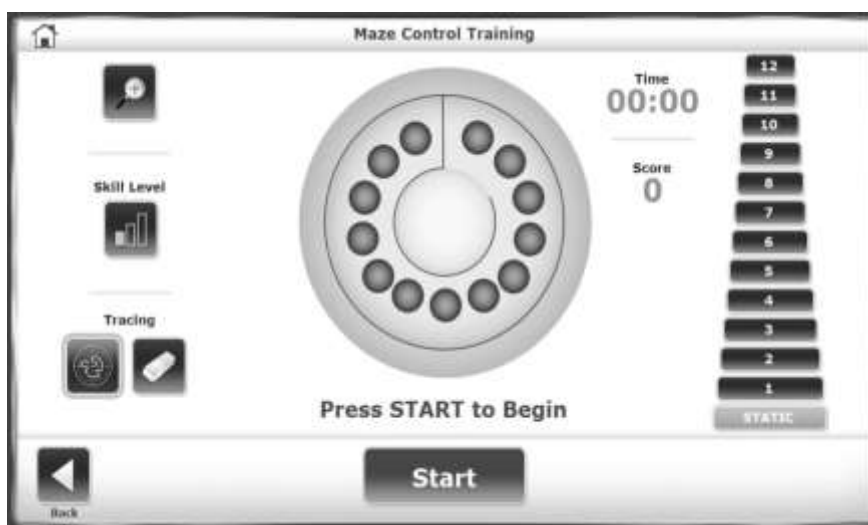 Maze Control Training
Skill Level
Tracing
Time
00:00
Score
0
12
11
10
9
8
7
6
5
4
3
2
1
STATIC
Press START to Begin
Back
Start